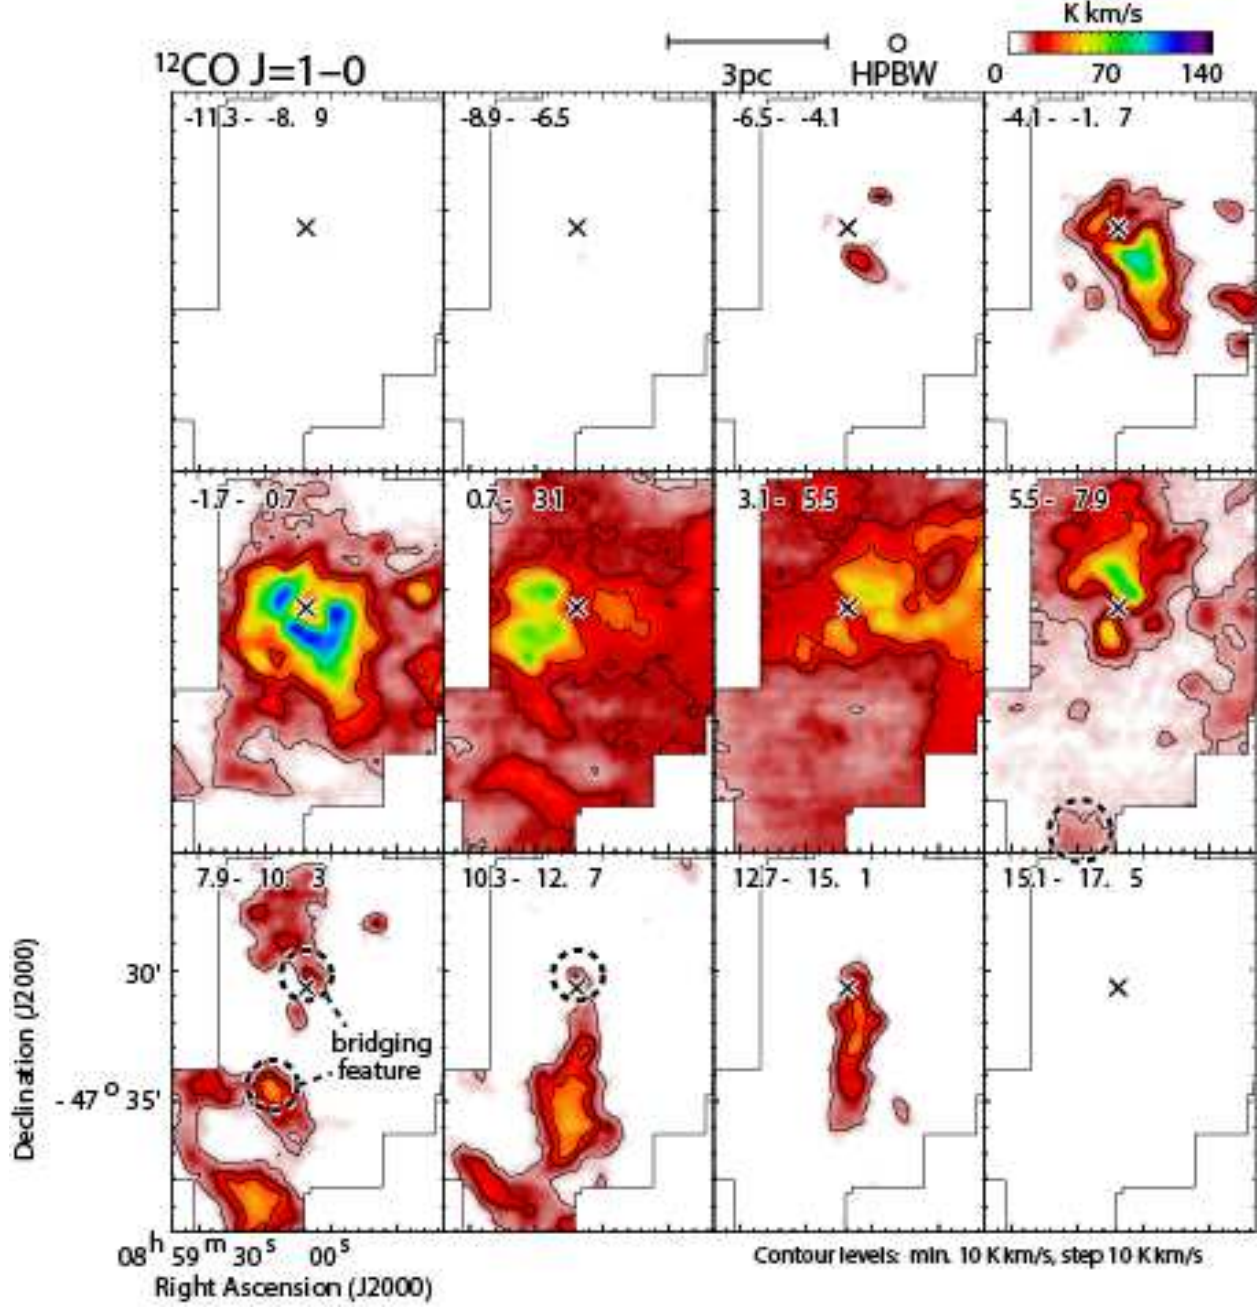 K km/s
¹²CO J=1−0
3pc HPBW 0 70 140
-11.3 - -8. 9 -8.9 - -6.5 -6.5 - -4.1 -4.1 - -1. 7
-1.7 - 0.7 0.7 - 3.1 3.1 - 5.5 5.5 - 7.9
7.9 - 10. 3 10.3 - 12. 7 12.7 - 15. 1 15.1 - 17. 5
bridging
feature
Declination (J2000)
30'
- 47° 35'
08ʰ 59ᵐ 30ˢ 00ˢ
Contour levels: min. 10 K km/s, step 10 K km/s
Right Ascension (J2000)